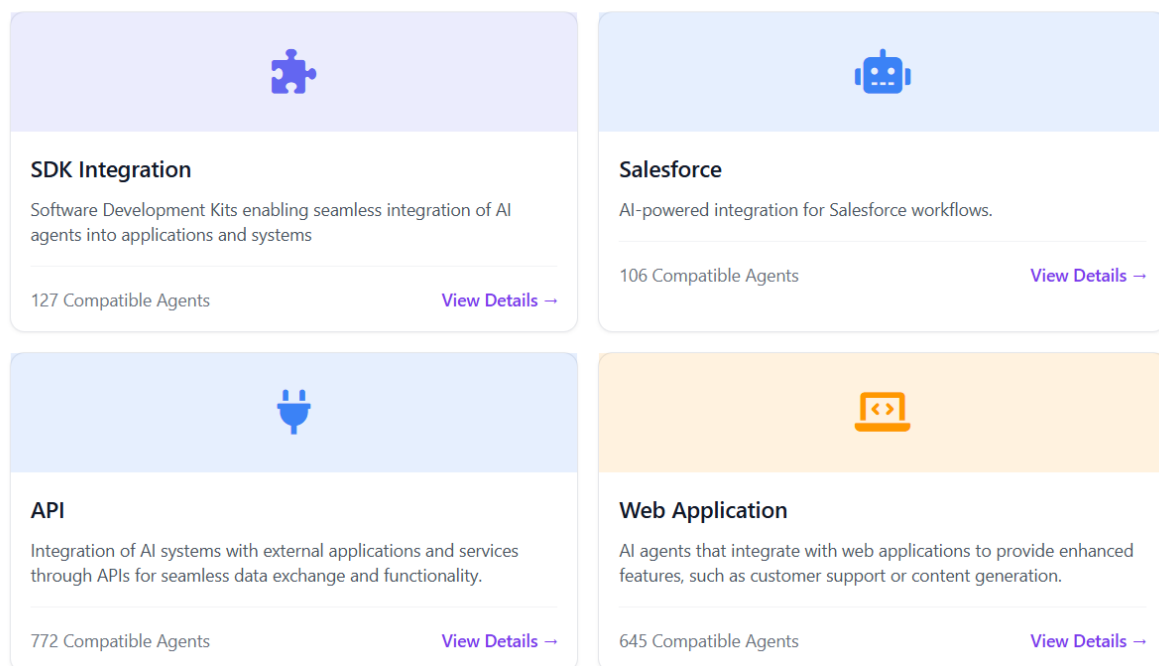 SDK Integration
Software Development Kits enabling seamless integration of AI
agents into applications and systems
127 Compatible Agents
View Details →
Salesforce
AI-powered integration for Salesforce workflows.
106 Compatible Agents
View Details →
API
Integration of AI systems with external applications and services
through APIs for seamless data exchange and functionality.
772 Compatible Agents
View Details →
Web Application
AI agents that integrate with web applications to provide enhanced
features, such as customer support or content generation.
645 Compatible Agents
View Details →